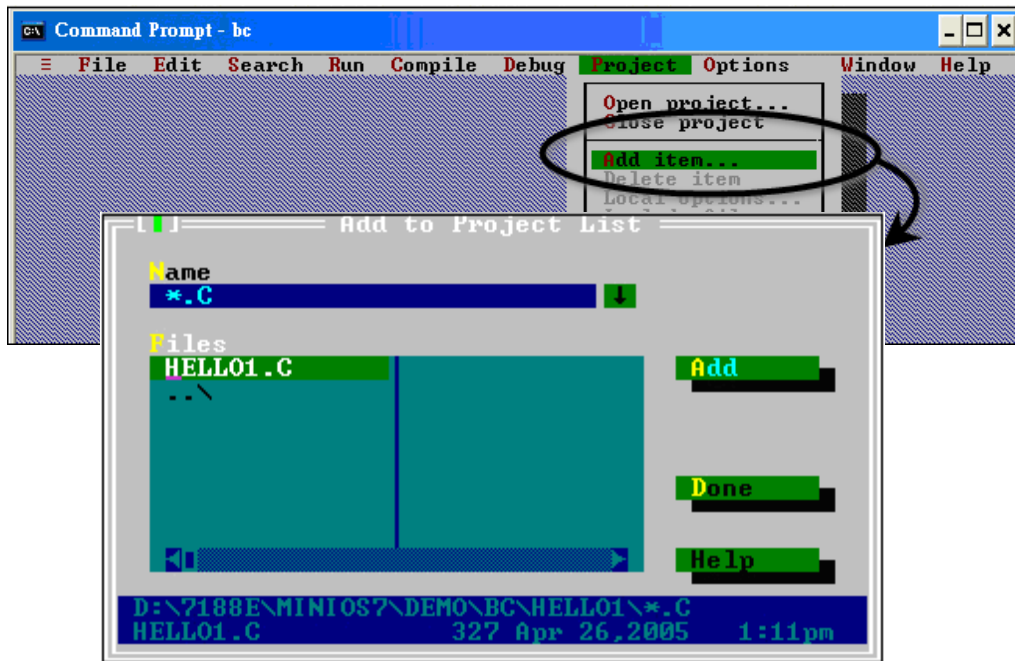 Command Prompt - bc
≡ File Edit Search Run Compile Debug Project Options Window Help
Open project...
Close project
Add item...
Delete item
Local options...
Add to Project List
Name
*.C
Files
HELLO1.C
..\
Add
Done
Help
D:\7188E\MINIOS7\DEMO\BC\HELLO1\*.C
HELLO1.C 327 Apr 26,2005 1:11pm